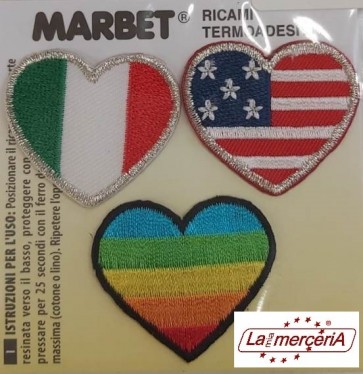 MARBET®
RICAMI
TERMOADESI
I ISTRUZIONI PER L'USO: Posizionare il
resinata verso il basso, proteggere con
pressare per 25 secondi con il ferro d
massima (cotone o lino). Ripetere l'op
La mia merceriA